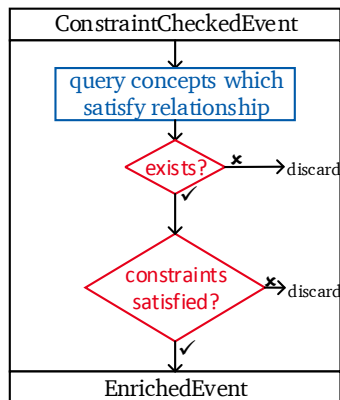 ConstraintCheckedEvent
query concepts which
satisfy relationship
exists?
✘
discard
✓
constraints
satisfied?
✘
discard
✓
EnrichedEvent